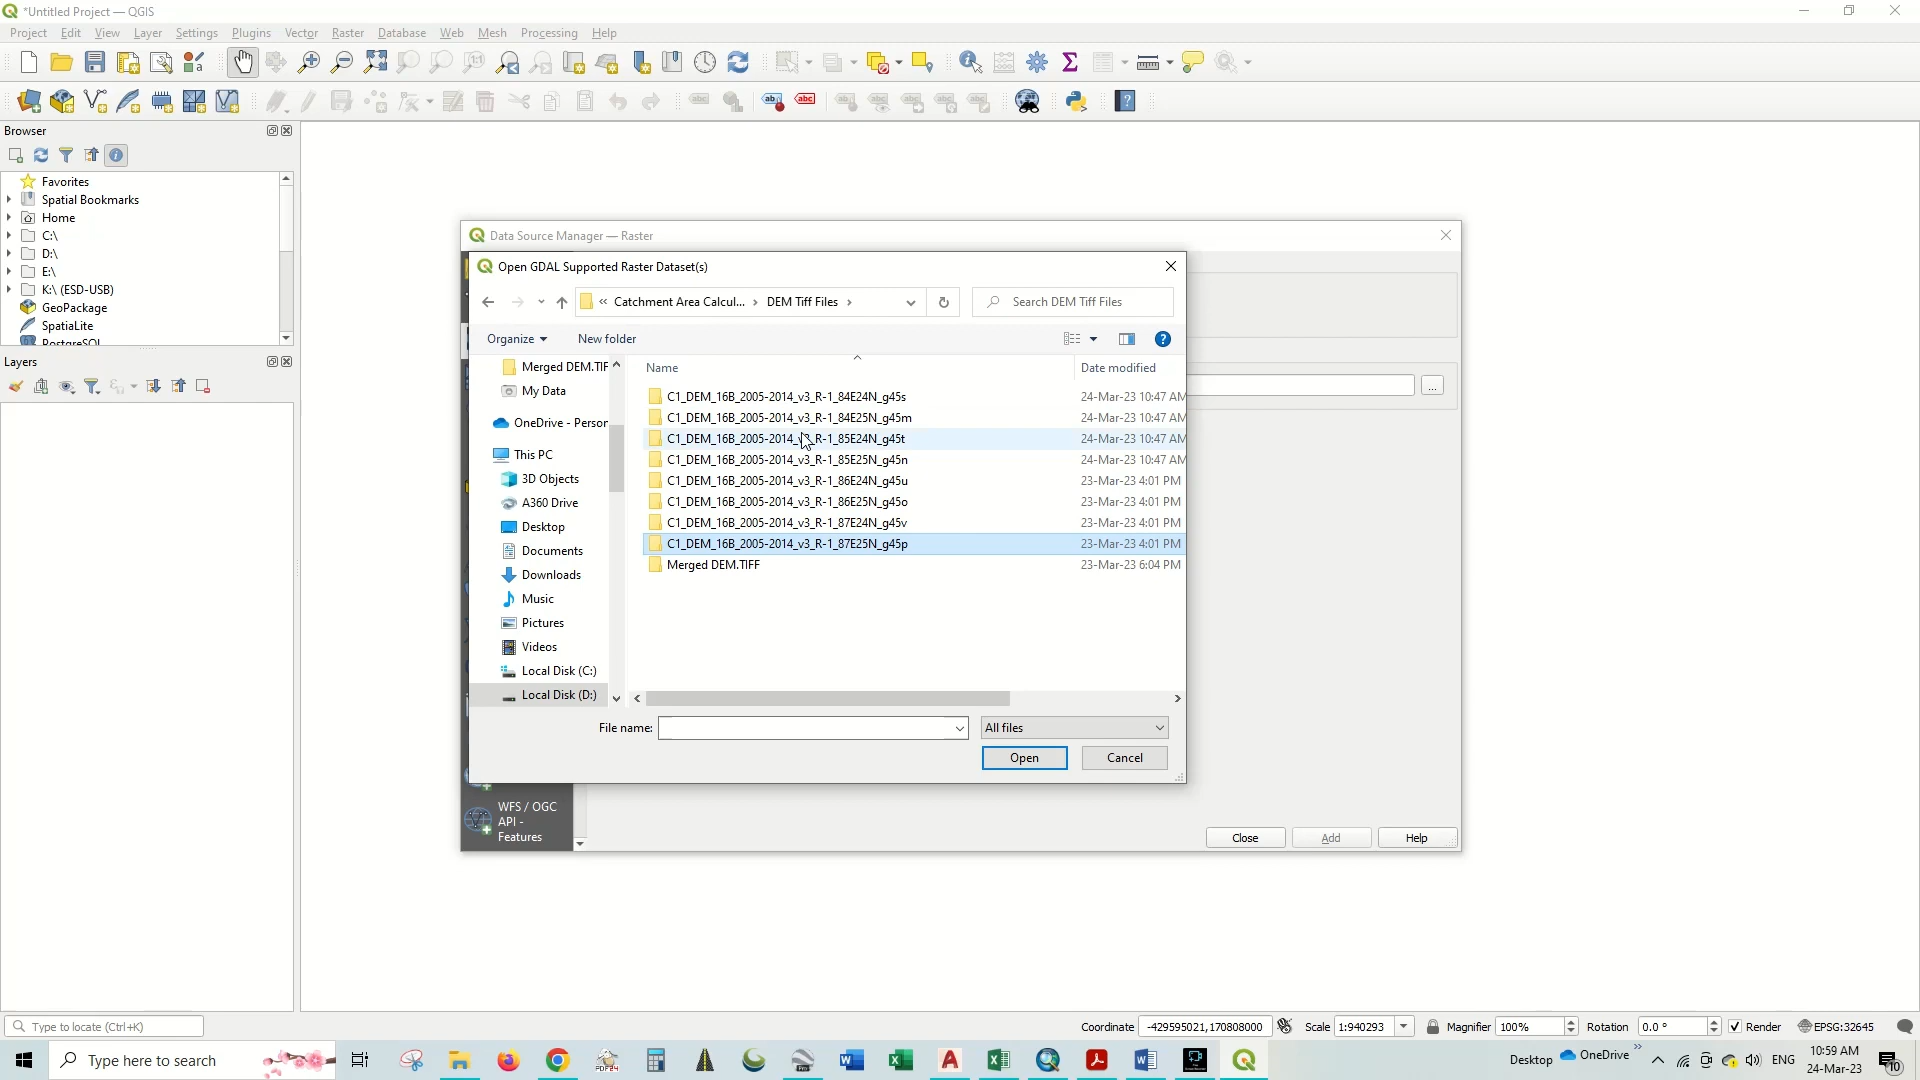 *Untitled Project — QGIS
Project Edit View Layer Settings Plugins Vector Raster Database Web Mesh Processing Help
Browser
Favorites
Spatial Bookmarks
Home
C:\
D:\
E:\
K:\ (ESD-USB)
GeoPackage
SpatiaLite
PostgreSQL
Layers
Data Source Manager — Raster
Open GDAL Supported Raster Dataset(s)
« Catchment Area Calcul... › DEM Tiff Files ›
Search DEM Tiff Files
Organize
New folder
Merged DEM.TIF
My Data
OneDrive - Person
This PC
3D Objects
A360 Drive
Desktop
Documents
Downloads
Music
Pictures
Videos
Local Disk (C:)
Local Disk (D:)
Name Date modified
C1_DEM_16B_2005-2014_v3_R-1_84E24N_g45s 24-Mar-23 10:47 AM
C1_DEM_16B_2005-2014_v3_R-1_84E25N_g45m 24-Mar-23 10:47 AM
C1_DEM_16B_2005-2014_v3_R-1_85E24N_g45t 24-Mar-23 10:47 AM
C1_DEM_16B_2005-2014_v3_R-1_85E25N_g45n 24-Mar-23 10:47 AM
C1_DEM_16B_2005-2014_v3_R-1_86E24N_g45u 23-Mar-23 4:01 PM
C1_DEM_16B_2005-2014_v3_R-1_86E25N_g45o 23-Mar-23 4:01 PM
C1_DEM_16B_2005-2014_v3_R-1_87E24N_g45v 23-Mar-23 4:01 PM
C1_DEM_16B_2005-2014_v3_R-1_87E25N_g45p 23-Mar-23 4:01 PM
Merged DEM.TIFF 23-Mar-23 6:04 PM
File name:
All files
Open Cancel
...
WFS / OGC
API -
Features
Close Add Help
Type to locate (Ctrl+K)
Coordinate -429595021,170808000 Scale 1:940293 Magnifier 100% Rotation 0.0 ° Render EPSG:32645
Type here to search
Desktop OneDrive ENG
10:59 AM
24-Mar-23
10